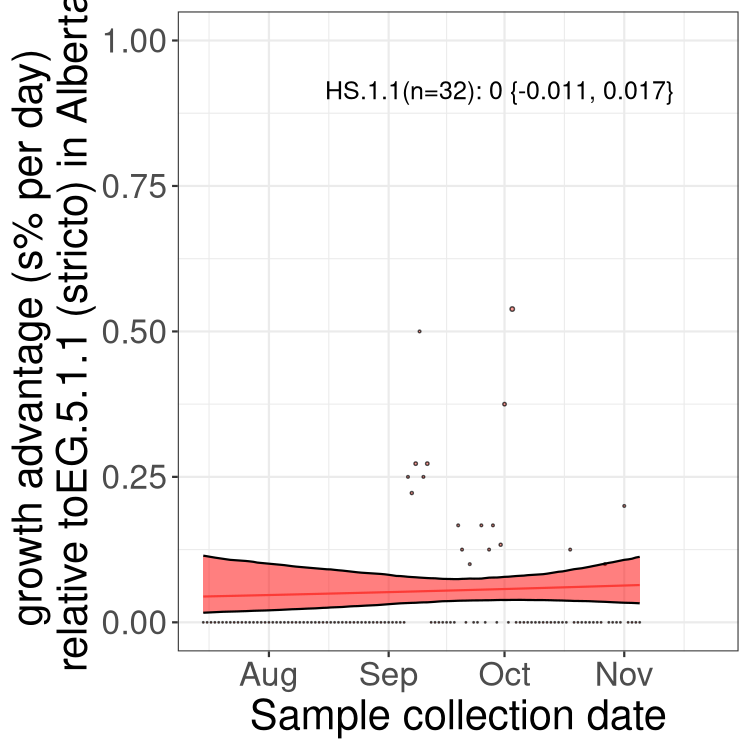 growth advantage (s% per day)
relative toEG.5.1.1 (stricto) in Alberta
1.00
0.75
0.50
0.25
0.00
HS.1.1(n=32): 0 {-0.011, 0.017}
Aug Sep Oct Nov
Sample collection date